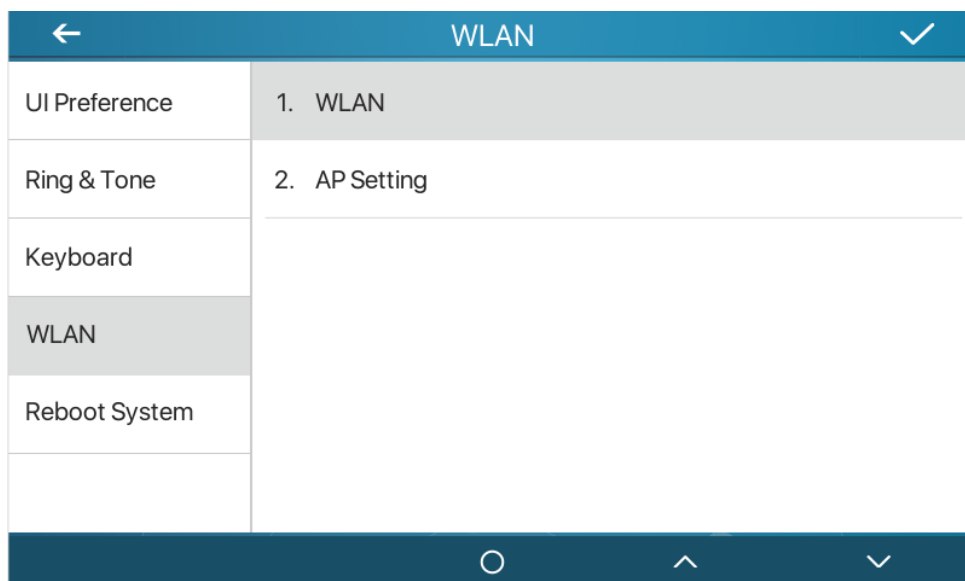 WLAN
UI Preference
Ring & Tone
Keyboard
WLAN
Reboot System
1. WLAN
2. AP Setting